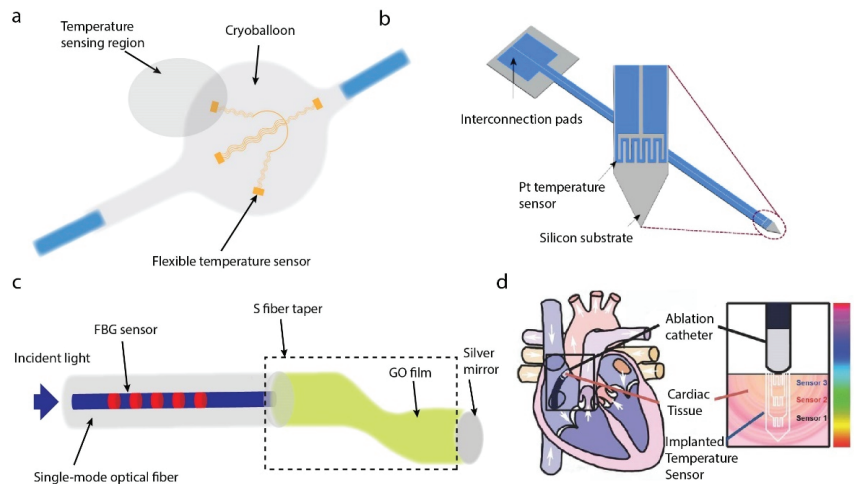 a
Temperature
sensing region
Cryoballoon
Flexible temperature sensor
b
Interconnection pads
Pt temperature
sensor
Silicon substrate
c
S fiber taper
FBG sensor
Incident light
GO film
Silver
mirror
Single-mode optical fiber
d
Ablation
catheter
Cardiac
Tissue
Implanted
Temperature
Sensor
Sensor 3
Sensor 2
Sensor 1